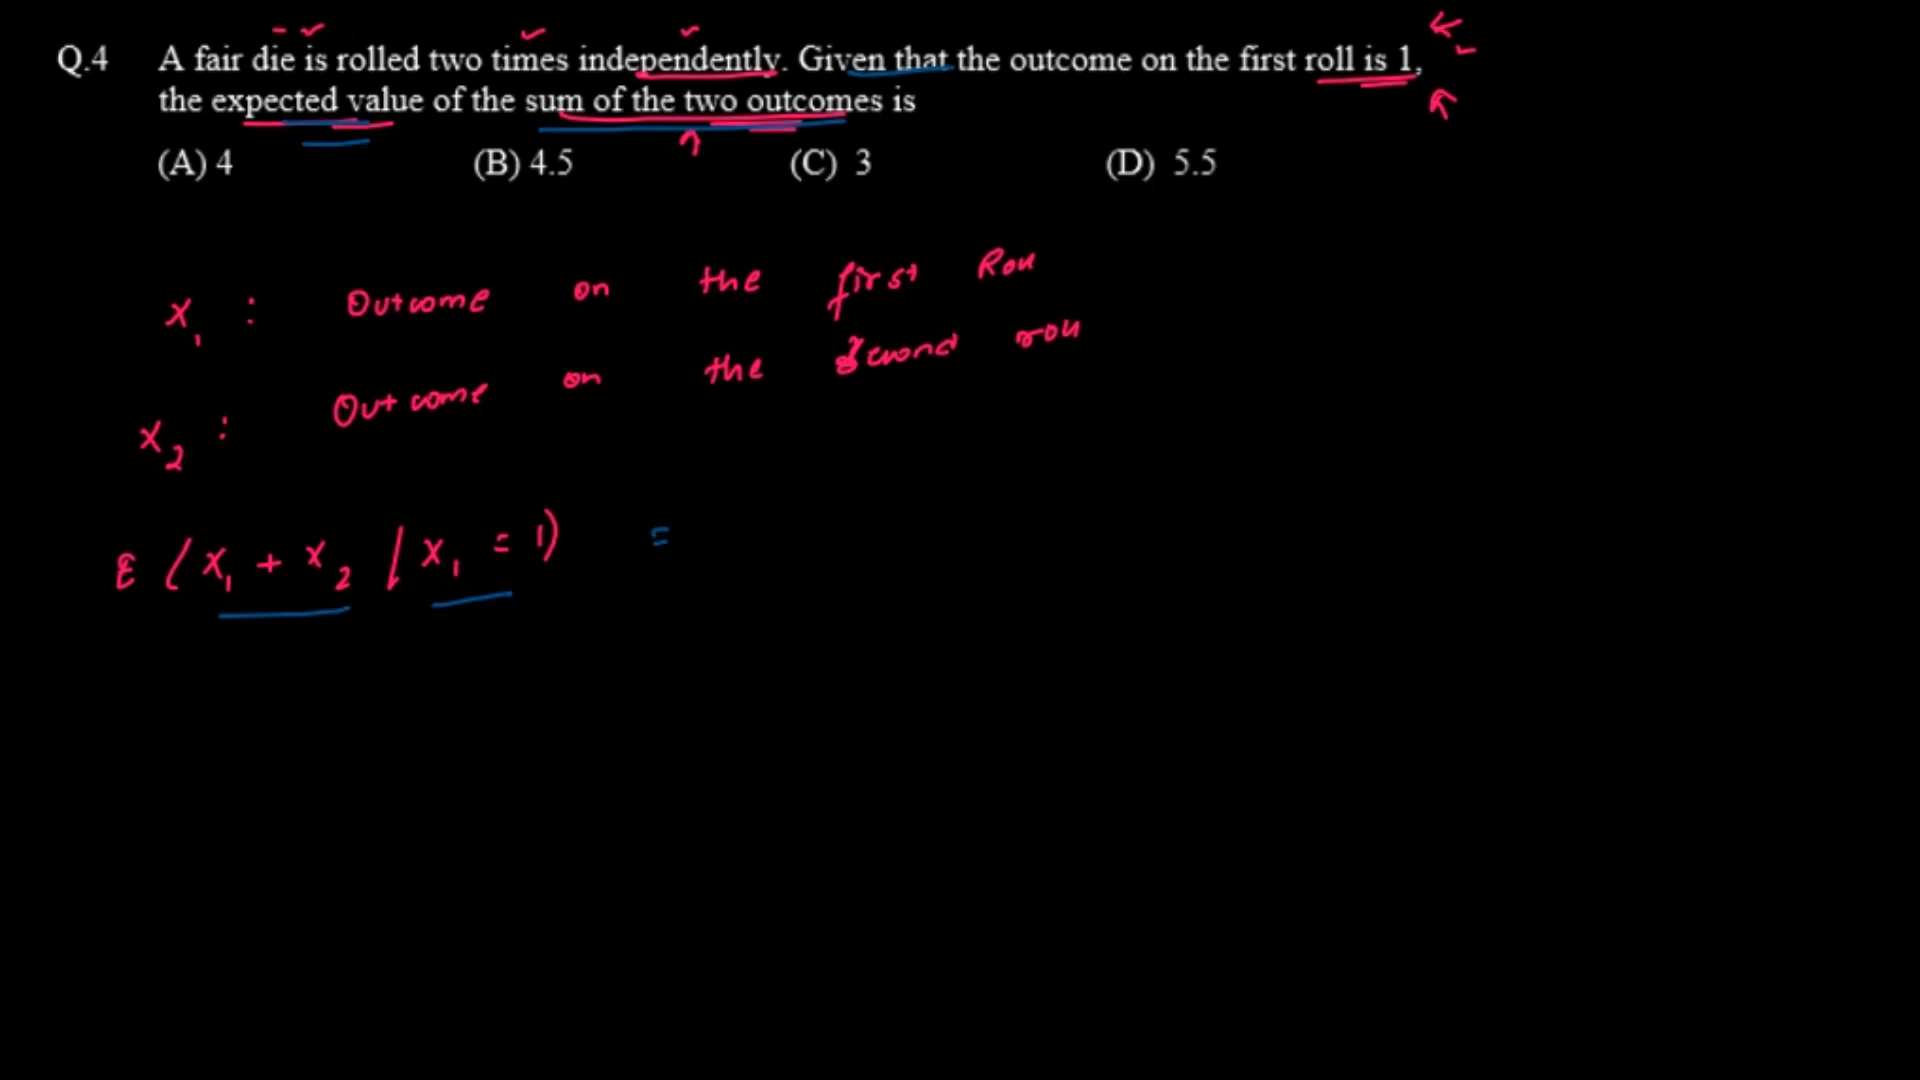 Q.4 A fair die is rolled two times independently. Given that the outcome on the first roll is 1,
the expected value of the sum of the two outcomes is
(A) 4 (B) 4.5 (C) 3 (D) 5.5
X₁ : Outcome on the first Roll
X₂ : Outcome on the second roll
E (X₁ + X₂ / X₁ = 1) =